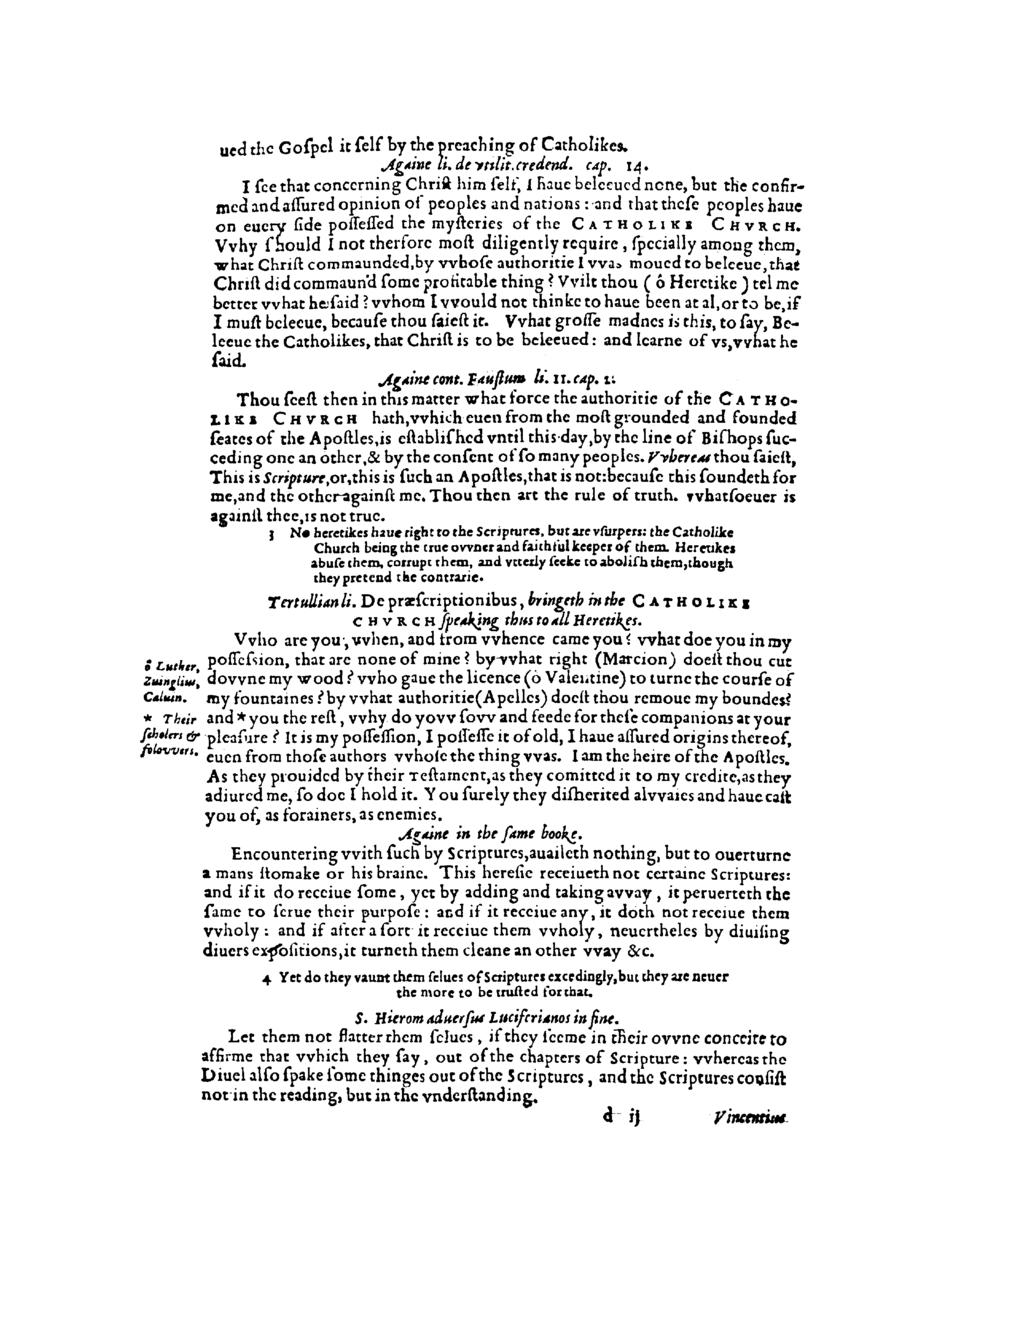 ued the Goſpel it ſelf by the preaching of Catholikes.
Againe li. de vtilit. credend. cap. 14.
I ſee that concerning Chriſt him ſelf, I haue beleeued none, but the confir-
med and aſſured opinion of peoples and nations: and that theſe peoples haue
on euery ſide poſſeſſed the myſteries of the CATHOLIKE CHVRCH.
Vvhy ſhould I not therfore moſt diligently require, ſpecially among them,
what Chriſt commaunded, by vvhoſe authoritie I vvas moued to beleeue, that
Chriſt did commaun'd ſome profitable thing? Vvilt thou (ô Heretike) tel me
better vvhat he ſaid? vvhom I vvould not thinke to haue been at al, or to be, if
I muſt beleeue, becauſe thou ſaieſt it. Vvhat groſſe madnes is this, to ſay, Be-
leeue the Catholikes, that Chriſt is to be beleeued: and learne of vs, vvhat he
ſaid.
Againe cont. Fauſtum li. 11. cap. 2.
Thou ſeeſt then in this matter what force the authoritie of the CATHO-
LIKE CHVRCH hath, vvhich euen from the moſt grounded and founded
ſeates of the Apoſtles, is eſtabliſhed vntil this day, by the line of Biſhops ſuc-
ceding one an other, & by the conſent of ſo many peoples. Vvhereas thou ſaieſt,
This is Scripture, or, this is ſuch an Apoſtles, that is not: becauſe this ſoundeth for
me, and the other againſt me. Thou then art the rule of truth. vvhatſoeuer is
againſt thee, is not true.
3 No heretikes haue right to the Scriptures, but are vſurpers: the Catholike
Church being the true ovvner and faithful keeper of them. Heretikes
abuſe them, corrupt them, and vtterly ſeeke to aboliſh them, though
they pretend the contrarie.
Tertullian li. De præſcriptionibus, bringeth in the CATHOLIKE
CHVRCH ſpeaking thus to all Heretikes.
Vvho are you, vvhen, and from vvhence came you? vvhat doe you in my
poſſeſsion, that are none of mine? by vvhat right (Marcion) doeſt thou cut
ô Luther,
Zuinglius,
Caluin.
dovvne my wood? vvho gaue the licence (ò Valentine) to turne the courſe of
my fountaines? by vvhat authoritie (Apelles) doeſt thou remoue my boundes?
* Their
ſcholers &
folovvers.
and * you the reſt, vvhy do yovv ſovv and feede for theſe companions at your
pleaſure? It is my poſſeſſion, I poſſeſſe it of old, I haue aſſured origins thereof,
euen from thoſe authors vvhoſe the thing vvas. I am the heire of the Apoſtles.
As they prouided by their Teſtament, as they comitted it to my credite, as they
adiured me, ſo doe I hold it. You ſurely they diſherited alvvaies and haue caſt
you of, as forainers, as enemies.
Againe in the ſame booke.
Encountering vvith ſuch by Scriptures, auaileth nothing, but to ouerturne
a mans ſtomake or his braine. This hereſie receiueth not certaine Scriptures:
and if it do receiue ſome, yet by adding and taking avvay, it peruerteth the
ſame to ſerue their purpoſe: and if it receiue any, it doth not receiue them
vvholy: and if after a ſort it receiue them vvholy, neuertheles by diuiſing
diuers expoſitions, it turneth them cleane an other vvay &c.
4 Yet do they vaunt them ſelues of Scriptures excedingly, but they are neuer
the more to be truſted for that.
S. Hierom aduerſus Luciferianos in fine.
Let them not flatter them ſelues, if they ſeeme in their ovvne conceite to
affirme that vvhich they ſay, out of the chapters of Scripture: vvhereas the
Diuel alſo ſpake ſome thinges out of the Scriptures, and the Scriptures conſiſt
not in the reading, but in the vnderſtanding.
d ij Vincentius